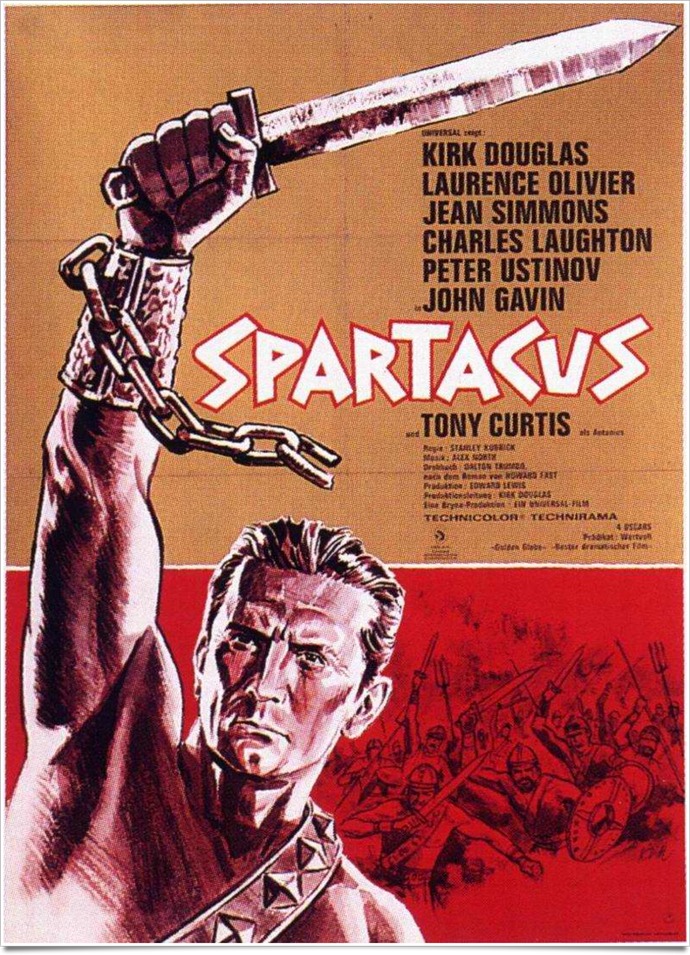 UNIVERSAL zeigt:
KIRK DOUGLAS
LAURENCE OLIVIER
JEAN SIMMONS
CHARLES LAUGHTON
PETER USTINOV
JOHN GAVIN
in
SPARTACUS
und TONY CURTIS als Antonius
Regie: STANLEY KUBRICK
Musik: ALEX NORTH
Drehbuch: DALTON TRUMBO,
nach dem Roman von HOWARD FAST
Produktion: EDWARD LEWIS
Produktionsleitung: KIRK DOUGLAS
Eine Bryna-Produktion · EIN UNIVERSAL-FILM
TECHNICOLOR® TECHNIRAMA
4 OSCARS
Prädikat: Wertvoll
-Golden Globe- -Bester dramatischer Film-